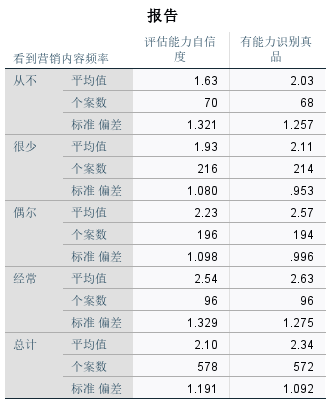 报告
看到营销内容频率 评估能力自信度 有能力识别真品
从不 平均值 1.63 2.03
个案数 70 68
标准 偏差 1.321 1.257
很少 平均值 1.93 2.11
个案数 216 214
标准 偏差 1.080 .953
偶尔 平均值 2.23 2.57
个案数 196 194
标准 偏差 1.098 .996
经常 平均值 2.54 2.63
个案数 96 96
标准 偏差 1.329 1.275
总计 平均值 2.10 2.34
个案数 578 572
标准 偏差 1.191 1.092